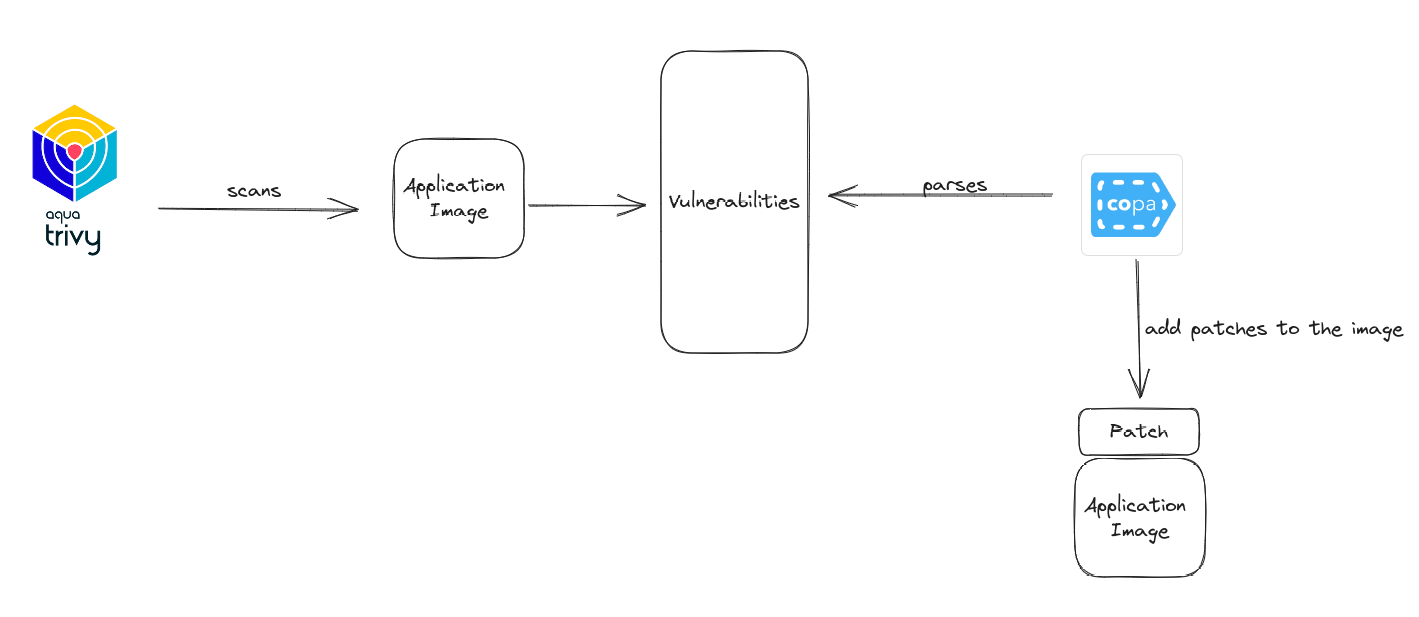 aqua
trivy
scans
Application
Image
Vulnerabilities
parses
copa
add patches to the image
Patch
Application
Image